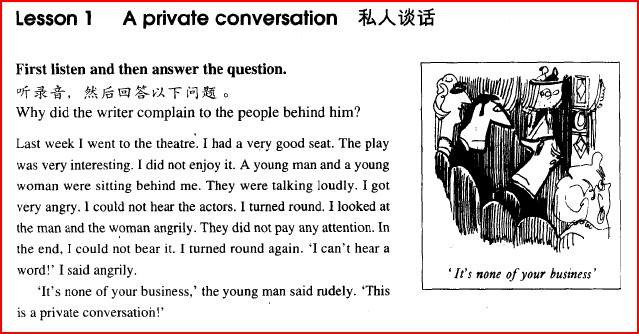 Lesson 1 A private conversation 私人谈话
First listen and then answer the question.
听录音，然后回答以下问题。
Why did the writer complain to the people behind him?
Last week I went to the theatre. I had a very good seat. The play
was very interesting. I did not enjoy it. A young man and a young
woman were sitting behind me. They were talking loudly. I got
very angry. I could not hear the actors. I turned round. I looked at
the man and the woman angrily. They did not pay any attention. In
the end, I could not bear it. I turned round again. ‘I can't hear a
word!’ I said angrily.
‘It's none of your business,’ the young man said rudely. ‘This
is a private conversation!’
‘It's none of your business’